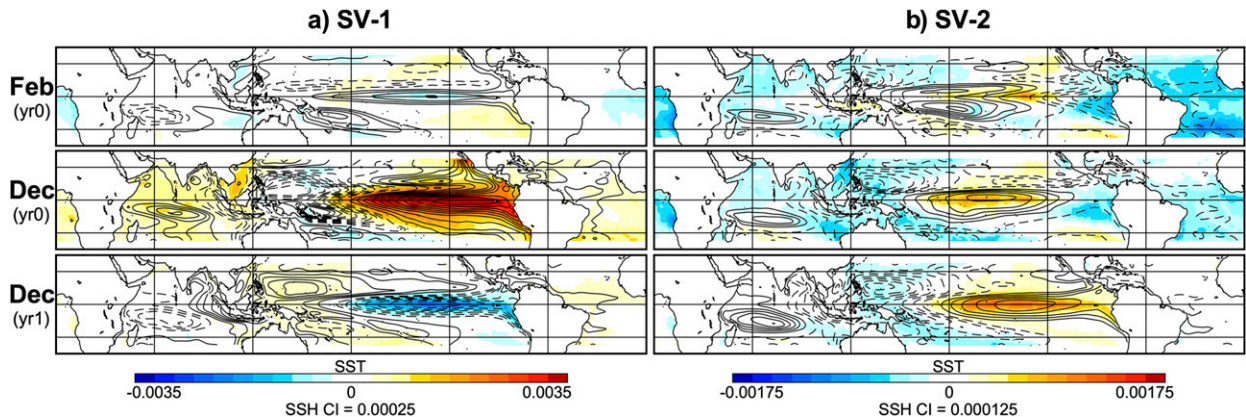 a) SV-1
b) SV-2
Feb
(yr0)
Dec
(yr0)
Dec
(yr1)
SST
-0.0035 0 0.0035
SSH CI = 0.00025
SST
-0.00175 0 0.00175
SSH CI = 0.000125